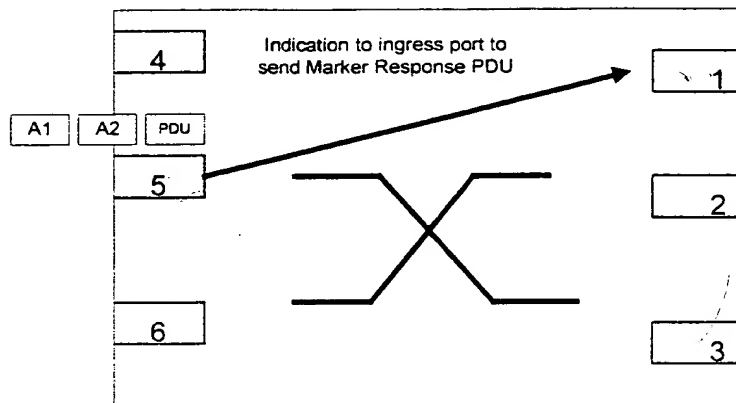 4
Indication to ingress port to
send Marker Response PDU
1
A1 A2 PDU
5
2
6
3